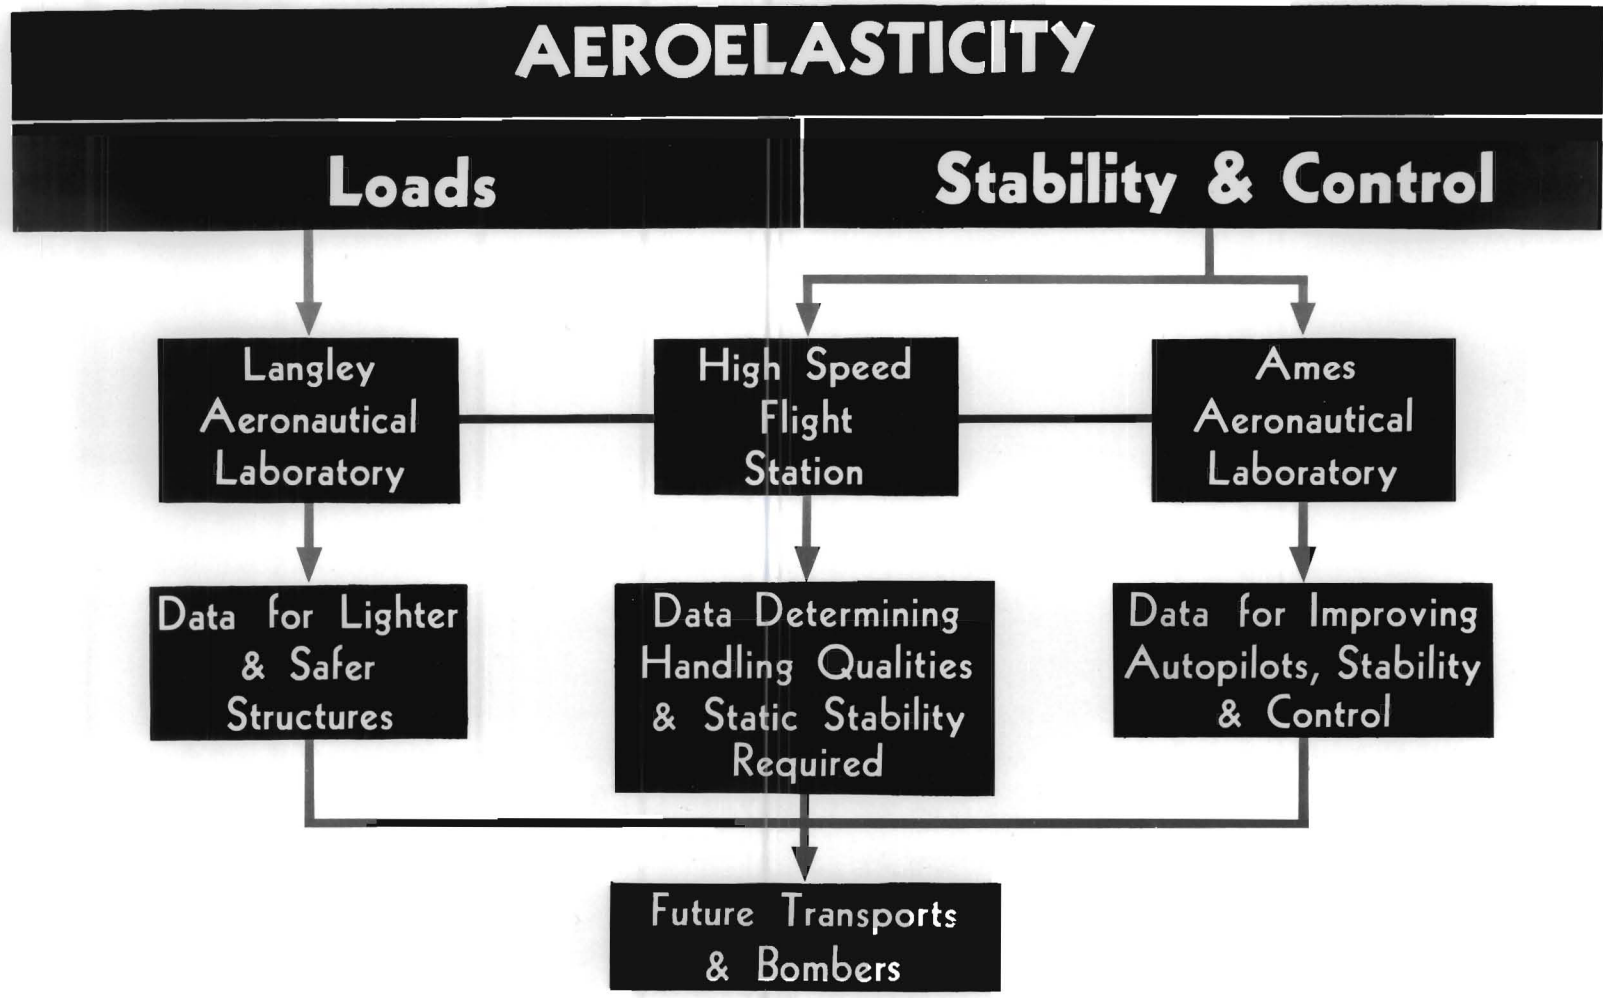 AEROELASTICITY
Loads
Stability & Control
Langley
Aeronautical
Laboratory
High Speed
Flight
Station
Ames
Aeronautical
Laboratory
Data for Lighter
& Safer
Structures
Data Determining
Handling Qualities
& Static Stability
Required
Data for Improving
Autopilots, Stability
& Control
Future Transports
& Bombers